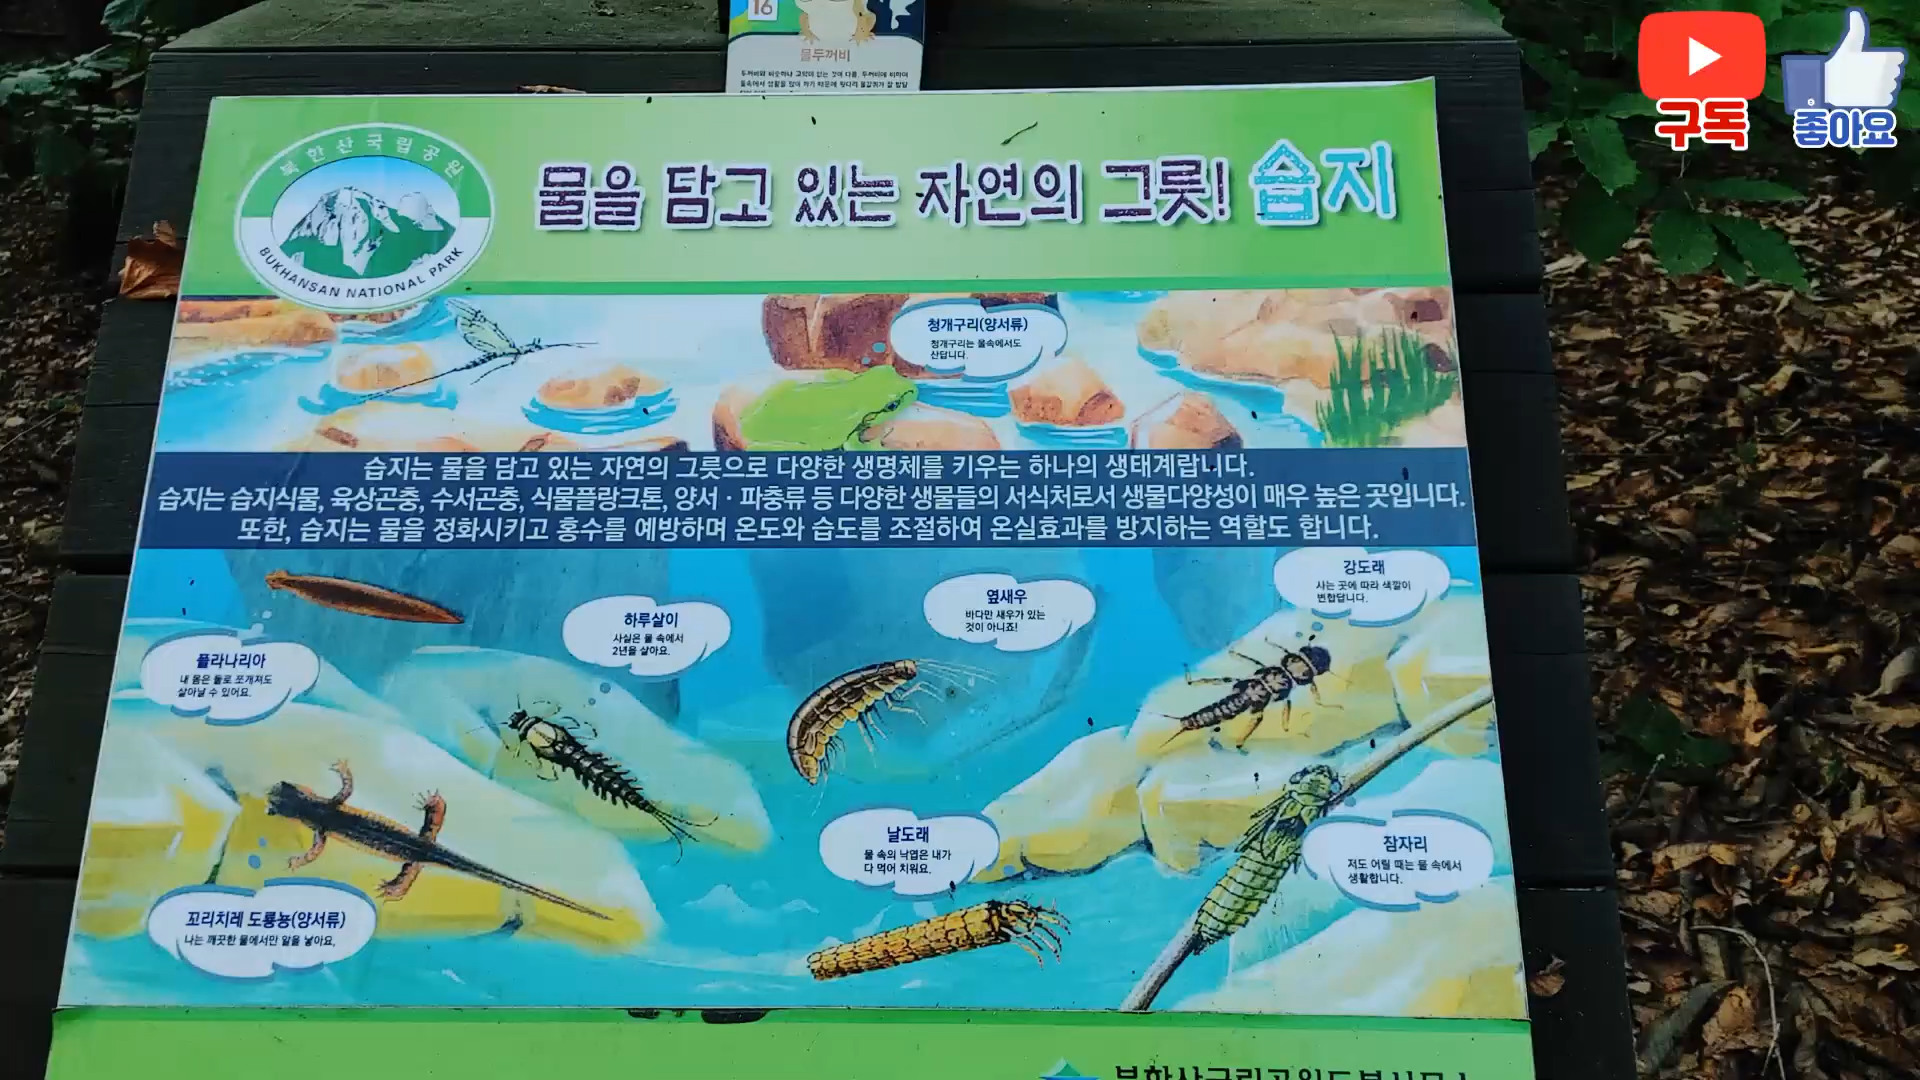 16
물두꺼비
구독
좋아요
북한산국립공원
BUKHANSAN NATIONAL PARK
물을 담고 있는 자연의 그릇! 습지
청개구리(양서류)
청개구리는 물속에서도
산답니다.
습지는 물을 담고 있는 자연의 그릇으로 다양한 생명체를 키우는 하나의 생태계랍니다.
습지는 습지식물, 육상곤충, 수서곤충, 식물플랑크톤, 양서 · 파충류 등 다양한 생물들의 서식처로서 생물다양성이 매우 높은 곳입니다.
또한, 습지는 물을 정화시키고 홍수를 예방하며 온도와 습도를 조절하여 온실효과를 방지하는 역할도 합니다.
강도래
사는 곳에 따라 색깔이
변합답니다.
옆새우
바다만 새우가 있는
것이 아니죠!
하루살이
사실은 물 속에서
2년을 살아요.
플라나리아
내 몸은 둘로 쪼개져도
살아날 수 있어요.
날도래
물 속의 낙엽은 내가
다 먹어 치워요.
잠자리
저도 어릴 때는 물 속에서
생활합니다.
꼬리치레 도롱뇽(양서류)
나는 깨끗한 물에서만 알을 낳아요.
북한산국립공원도봉사무소